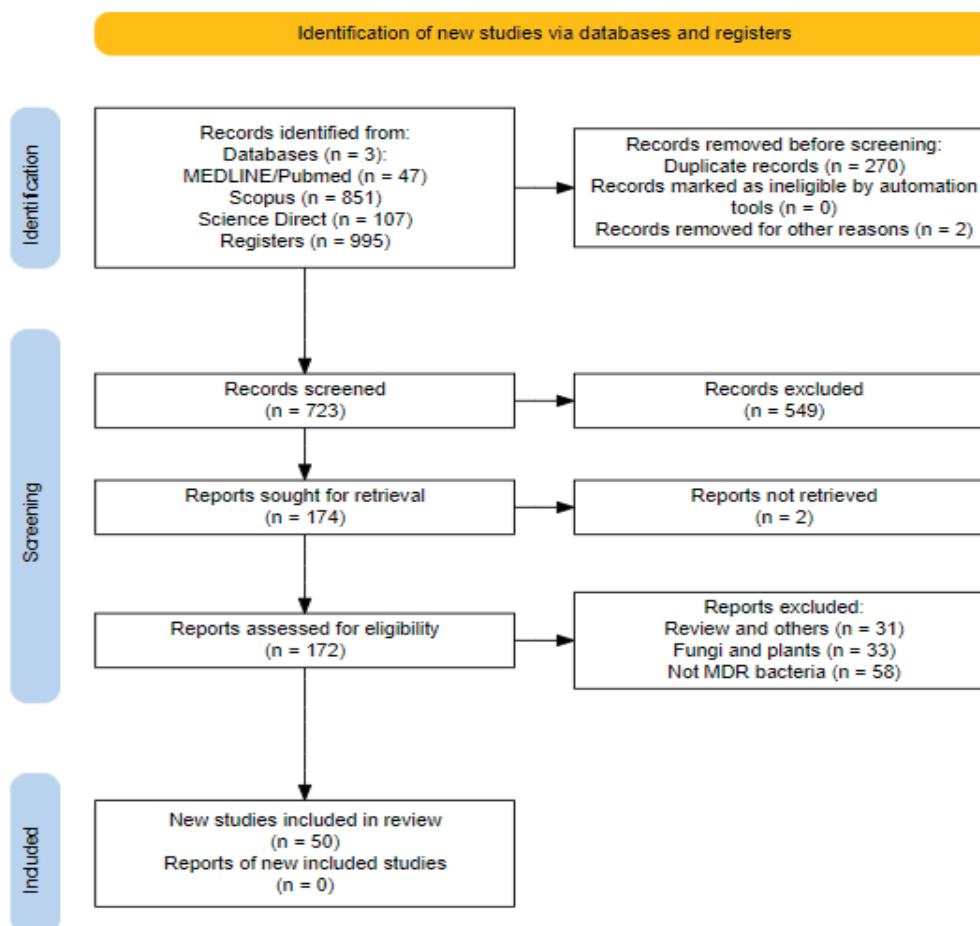 Identification of new studies via databases and registers
Identification
Records identified from:
Databases (n = 3):
MEDLINE/Pubmed (n = 47)
Scopus (n = 851)
Science Direct (n = 107)
Registers (n = 995)
Records removed before screening:
Duplicate records (n = 270)
Records marked as ineligible by automation
tools (n = 0)
Records removed for other reasons (n = 2)
Screening
Records screened
(n = 723)
Records excluded
(n = 549)
Reports sought for retrieval
(n = 174)
Reports not retrieved
(n = 2)
Reports assessed for eligibility
(n = 172)
Reports excluded:
Review and others (n = 31)
Fungi and plants (n = 33)
Not MDR bacteria (n = 58)
Included
New studies included in review
(n = 50)
Reports of new included studies
(n = 0)